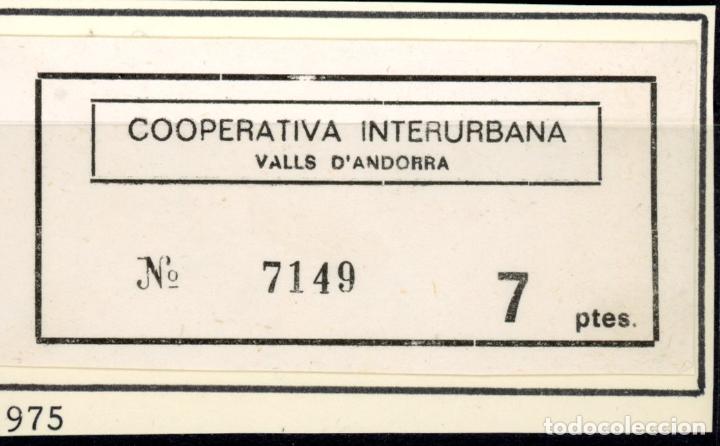 COOPERATIVA INTERURBANA
VALLS D'ANDORRA
Nº 7149 7 ptes.
975
todocoleccion